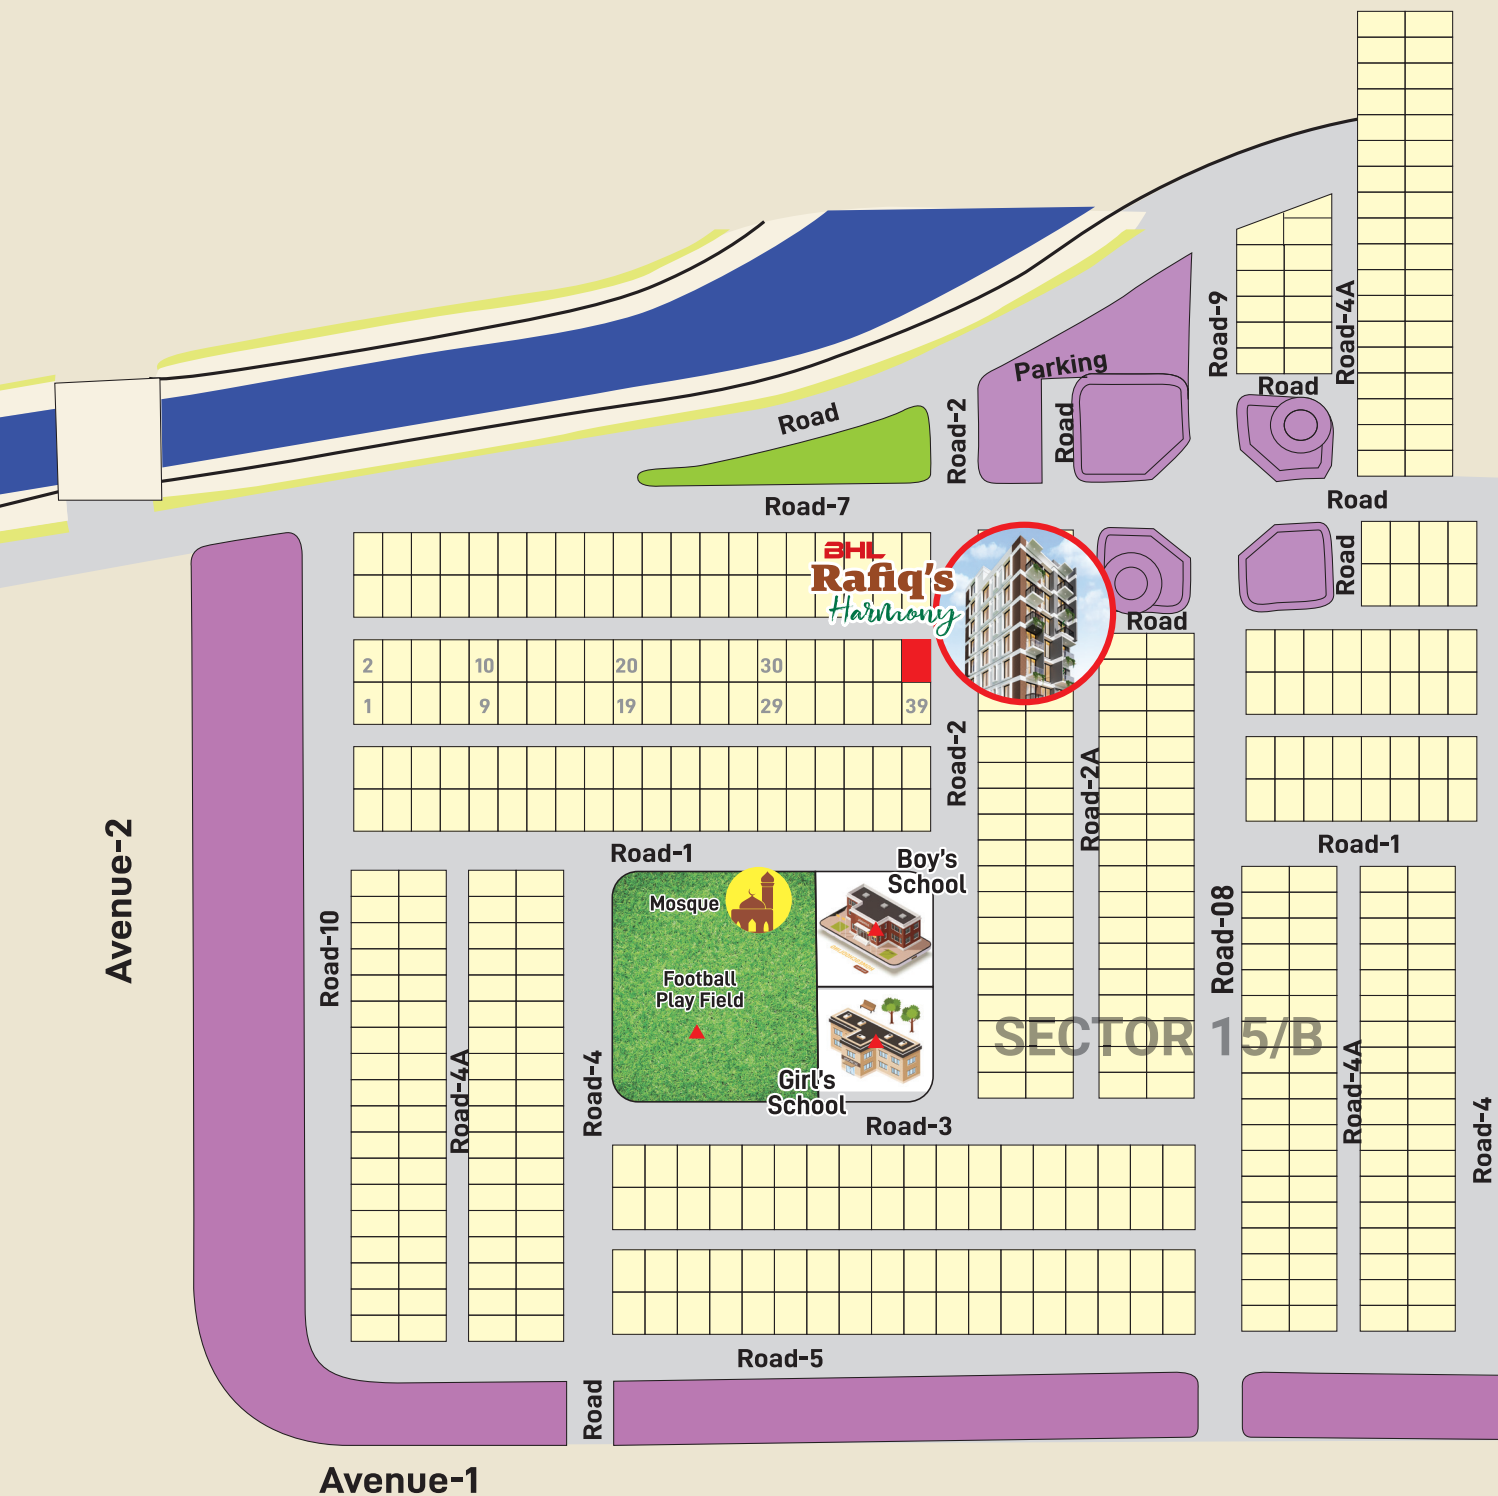 Road-9
Road-4A
Parking
Road
Road
Road
Road-2
Road
Road-7
Road
BHL
Rafiq's
Harmony
Road
Road
2
10
20
30
1
9
19
29
39
Road-2
Road-2A
Avenue-2
Road-1
Road-1
Boy's
School
Mosque
Road-10
Road-08
Football
Play Field
SECTOR 15/B
Road-4A
Road-4
Road-4A
Road-4
Girl's
School
Road-3
Road-5
Road
Avenue-1